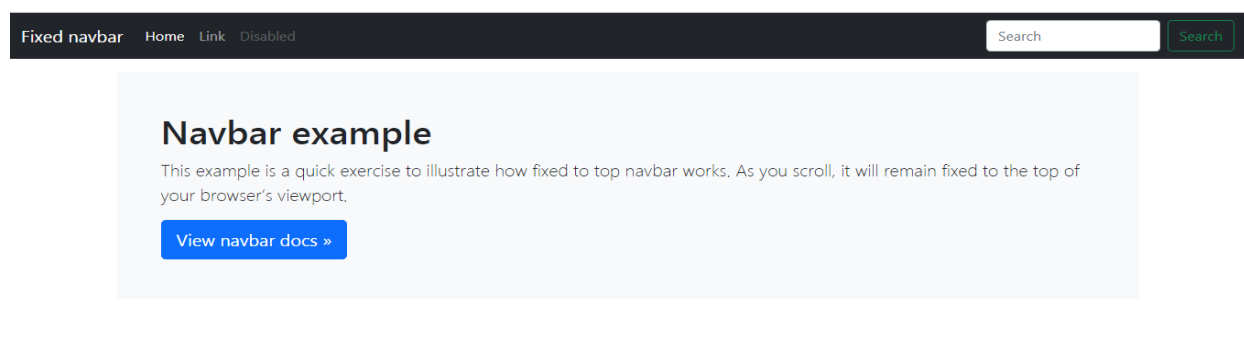 Fixed navbar Home Link Disabled Search Search
Navbar example
This example is a quick exercise to illustrate how fixed to top navbar works. As you scroll, it will remain fixed to the top of
your browser's viewport.
View navbar docs »